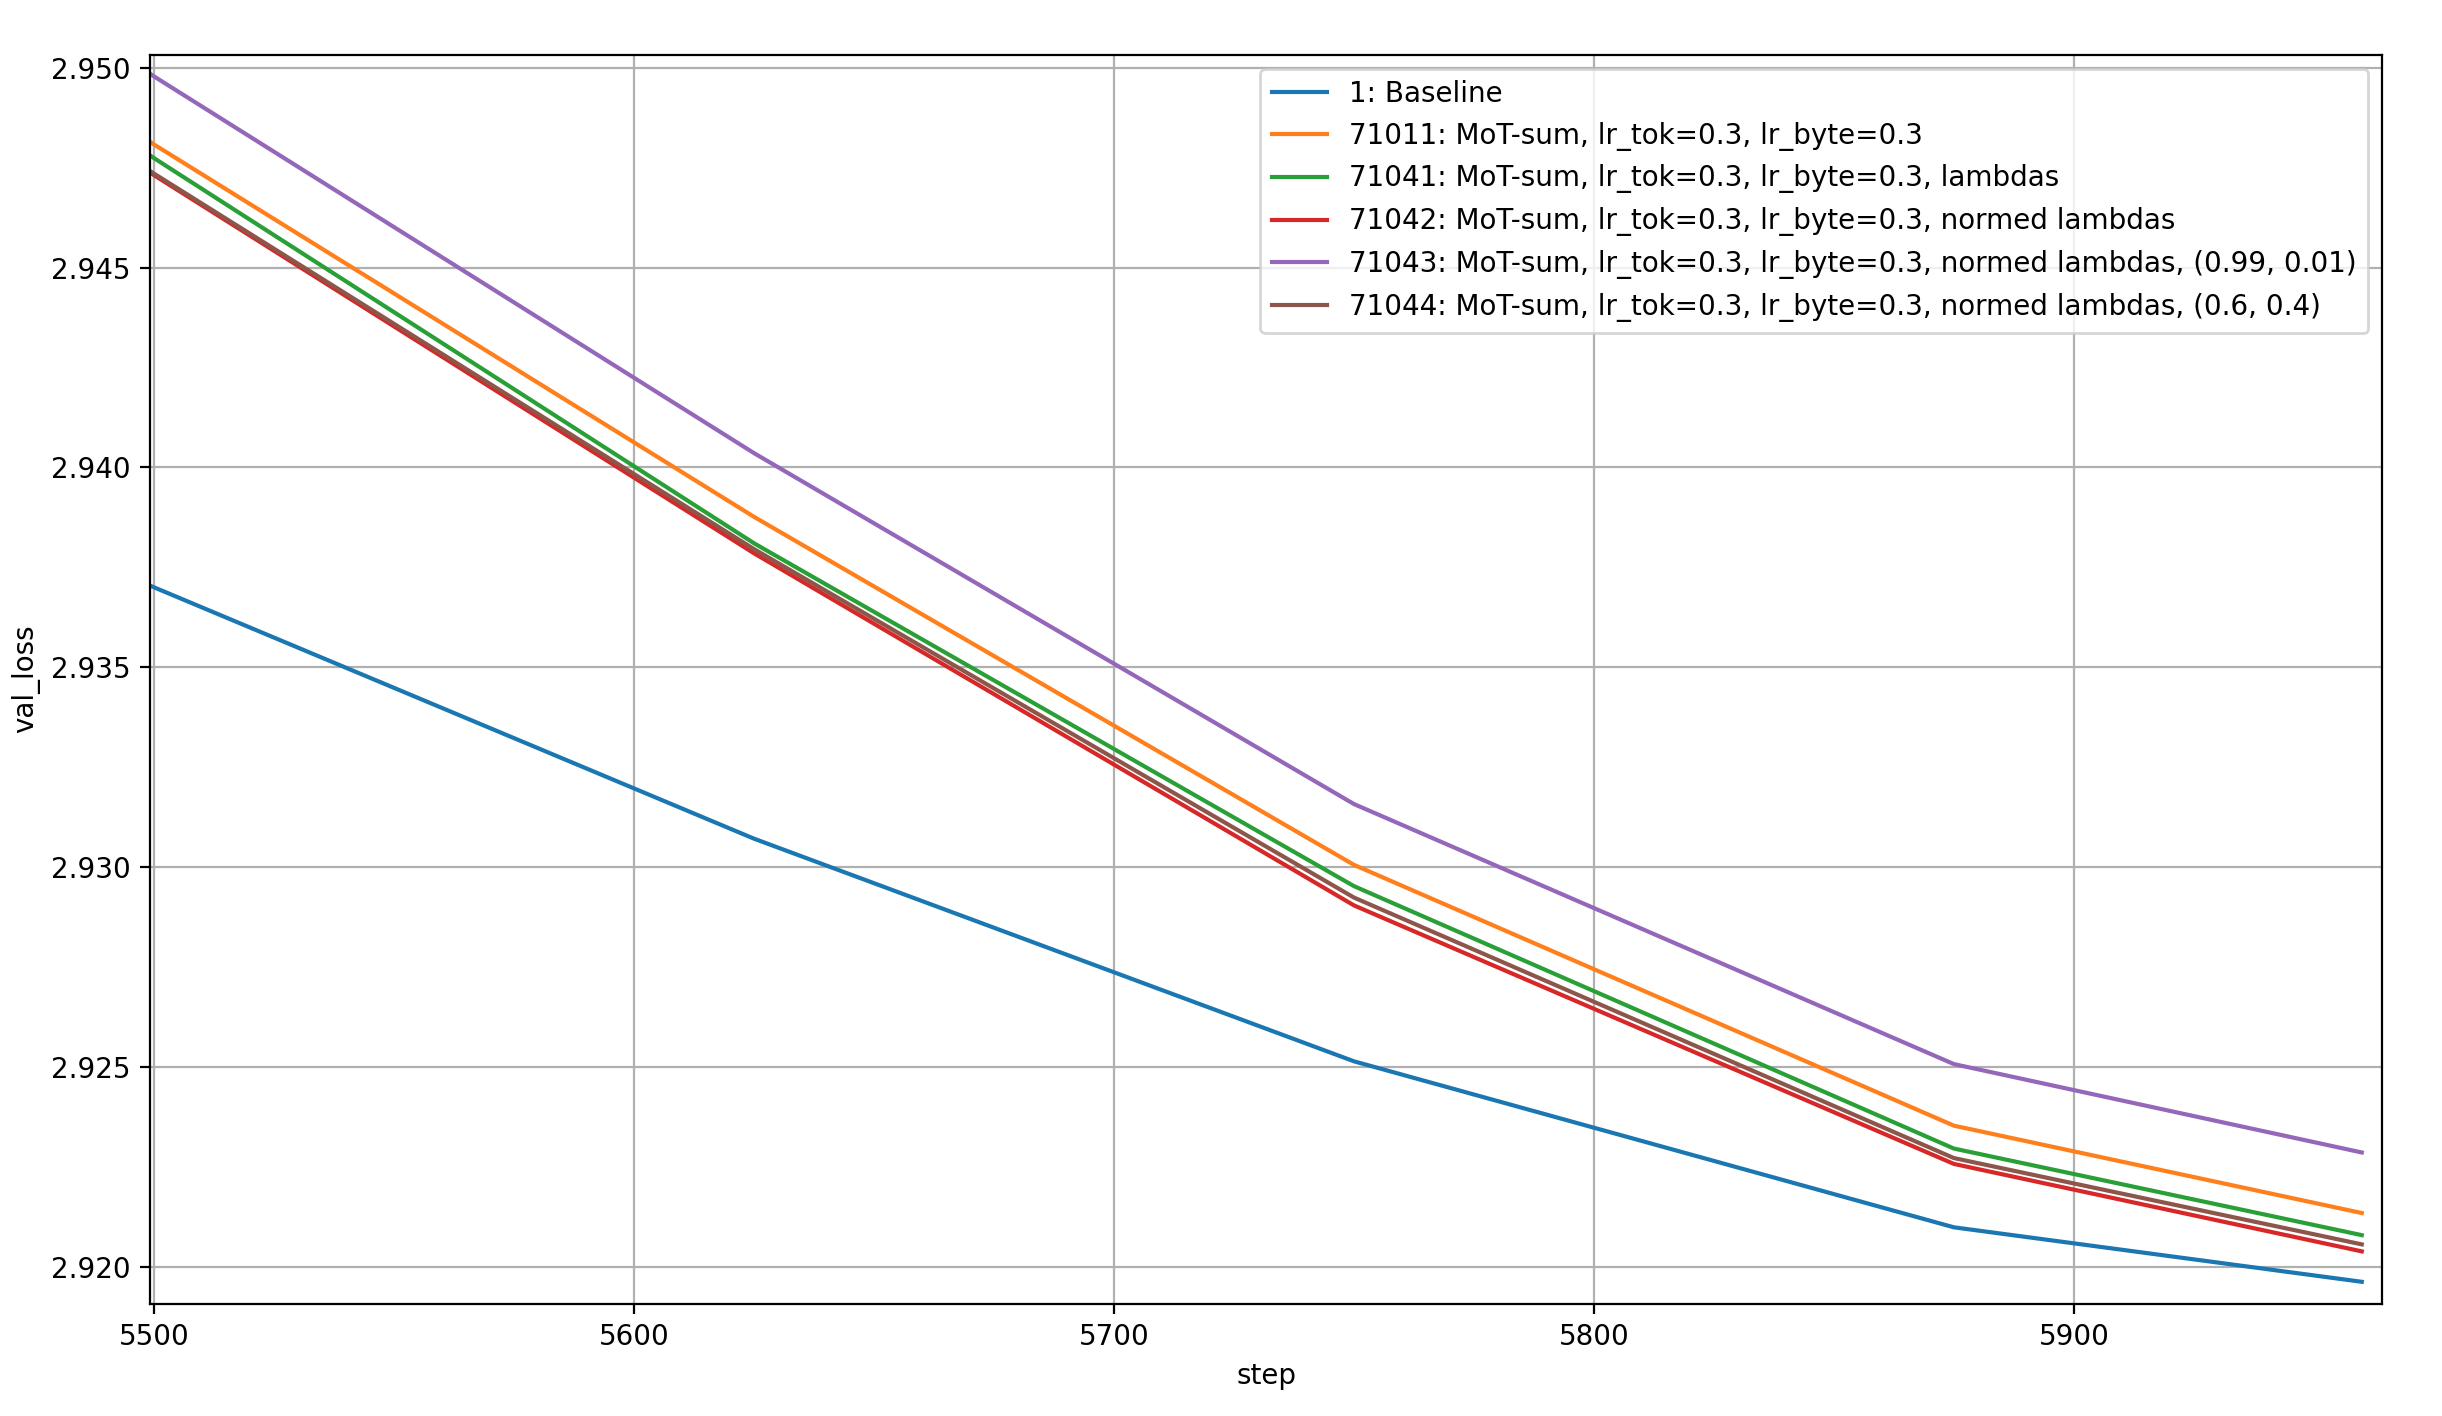 2.950
2.945
2.940
2.935
2.930
2.925
2.920
val_loss
1: Baseline
71011: MoT-sum, lr_tok=0.3, lr_byte=0.3
71041: MoT-sum, lr_tok=0.3, lr_byte=0.3, lambdas
71042: MoT-sum, lr_tok=0.3, lr_byte=0.3, normed lambdas
71043: MoT-sum, lr_tok=0.3, lr_byte=0.3, normed lambdas, (0.99, 0.01)
71044: MoT-sum, lr_tok=0.3, lr_byte=0.3, normed lambdas, (0.6, 0.4)
5500 5600 5700 5800 5900
step